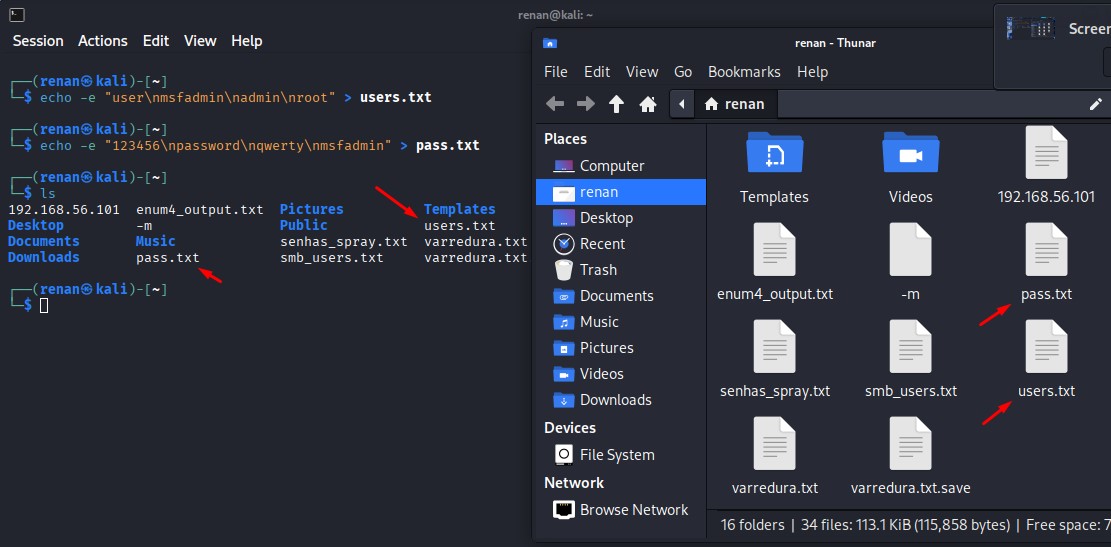 renan@kali: ~
Session Actions Edit View Help
┌──(renan㉿kali)-[~]
└─$ echo -e "user\nmsfadmin\nadmin\nroot" > users.txt
┌──(renan㉿kali)-[~]
└─$ echo -e "123456\npassword\nqwerty\nmsfadmin" > pass.txt
┌──(renan㉿kali)-[~]
└─$ ls
192.168.56.101 enum4_output.txt Pictures Templates
Desktop -m Public users.txt
Documents Music senhas_spray.txt varredura.txt
Downloads pass.txt smb_users.txt varredura.txt
┌──(renan㉿kali)-[~]
└─$
Screen
renan - Thunar
File Edit View Go Bookmarks Help
renan
Places
Computer
renan
Desktop
Recent
Trash
Documents
Music
Pictures
Videos
Downloads
Devices
File System
Network
Browse Network
Templates Videos 192.168.56.101
enum4_output.txt -m pass.txt
senhas_spray.txt smb_users.txt users.txt
varredura.txt varredura.txt.save
16 folders | 34 files: 113.1 KiB (115,858 bytes) | Free space: 7